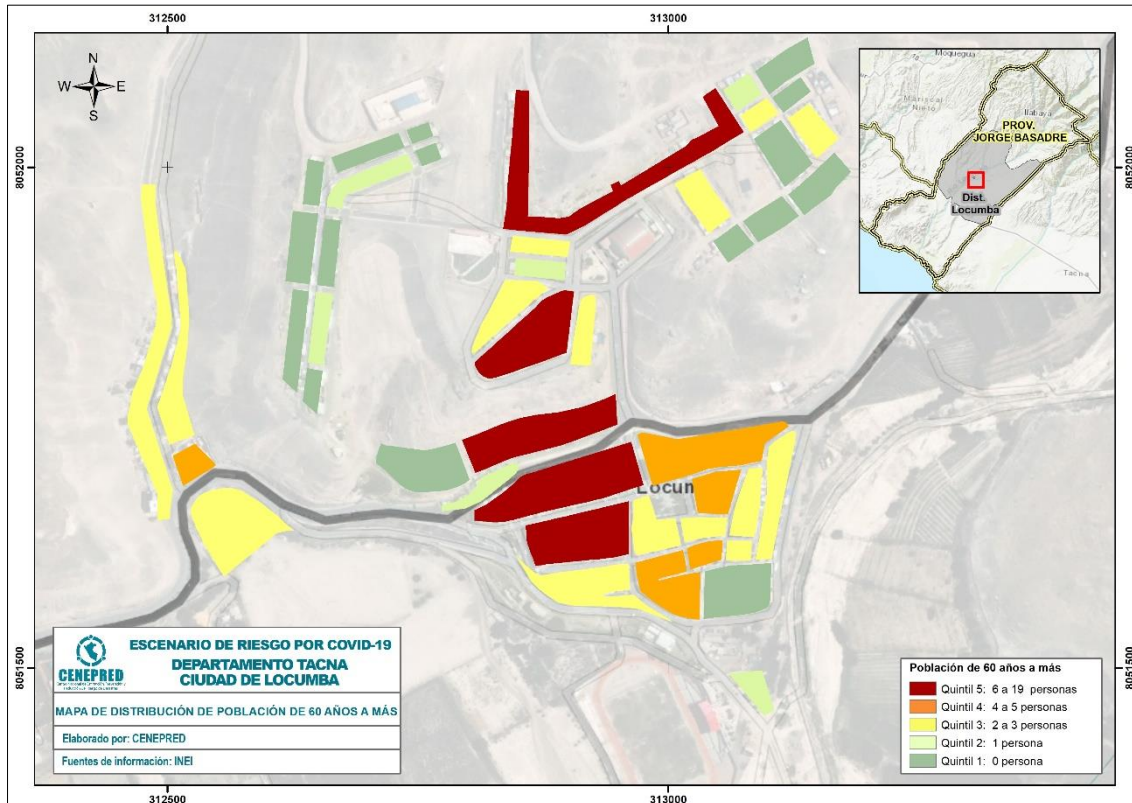 312500
313000
N
W
E
S
8052000
8052000
Moquegua
Mariscal
Nieto
Ilabaya
PROV.
JORGE BASADRE
Dist.
Locumba
Tacna
Locun
ESCENARIO DE RIESGO POR COVID-19
DEPARTAMENTO TACNA
CIUDAD DE LOCUMBA
CENEPRED
MAPA DE DISTRIBUCIÓN DE POBLACIÓN DE 60 AÑOS A MÁS
Elaborado por: CENEPRED
Fuentes de información: INEI
8051500
8051500
Población de 60 años a más
Quintil 5: 6 a 19 personas
Quintil 4: 4 a 5 personas
Quintil 3: 2 a 3 personas
Quintil 2: 1 persona
Quintil 1: 0 persona
312500
313000